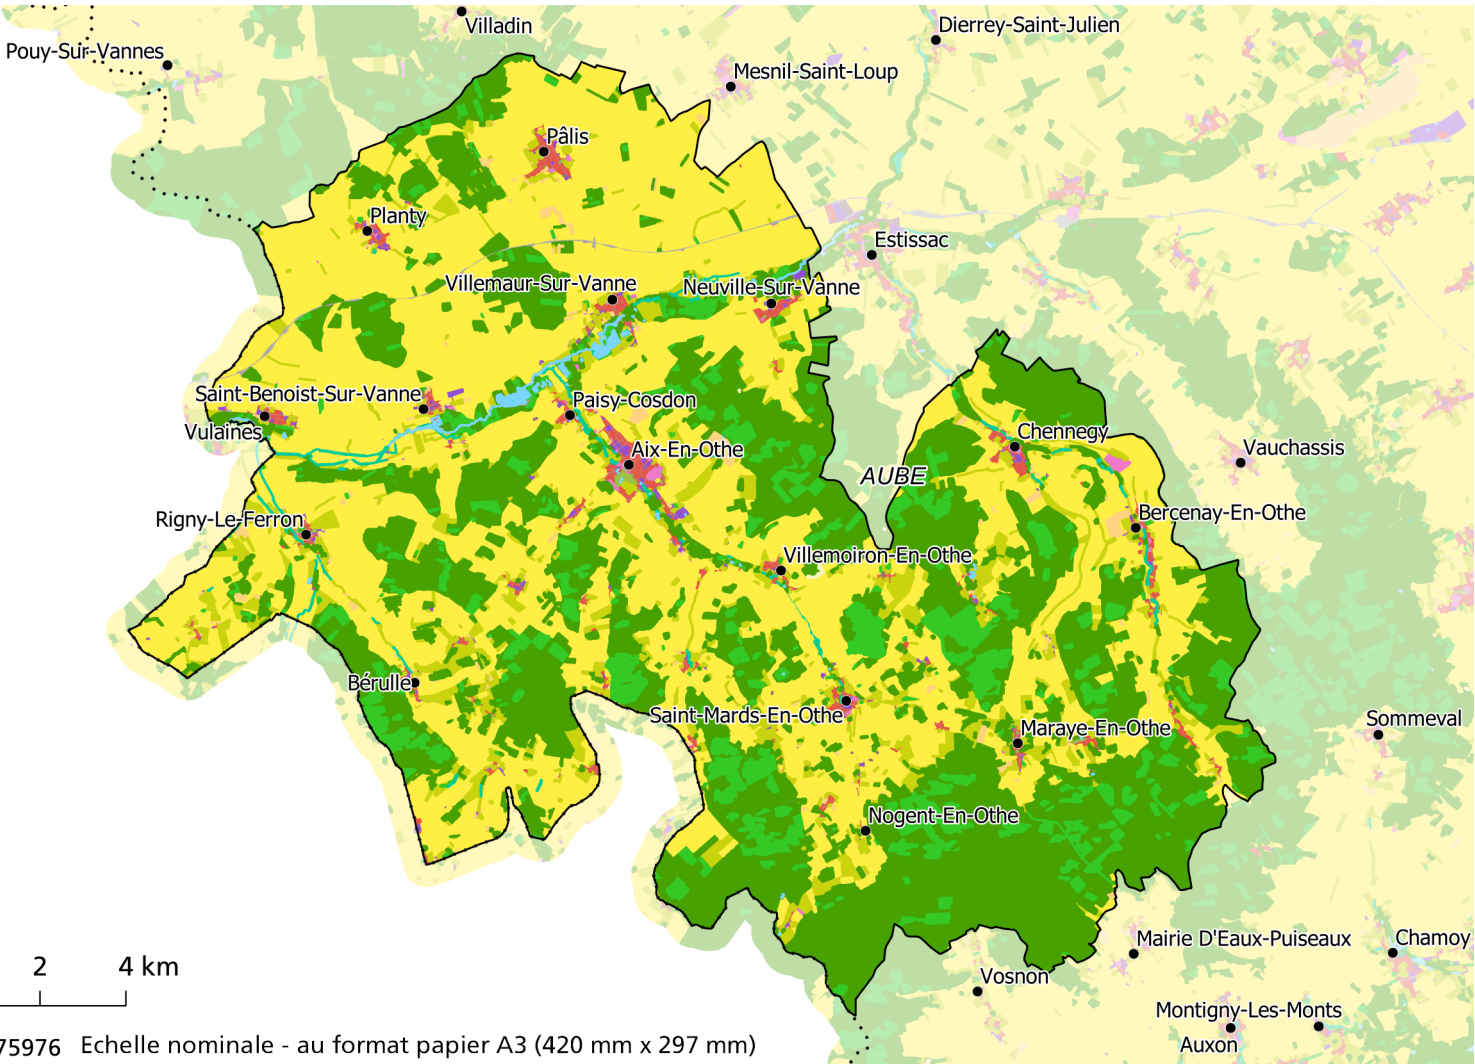 Villadin
Dierrey-Saint-Julien
Pouy-Sur-Vannes
Mesnil-Saint-Loup
Pâlis
Planty
Estissac
Villemaur-Sur-Vanne
Neuville-Sur-Vanne
Saint-Benoist-Sur-Vanne
Paisy-Cosdon
Vulaines
Chennegy
Aix-En-Othe
Vauchassis
AUBE
Rigny-Le-Ferron
Bercenay-En-Othe
Villemoiron-En-Othe
Bérulle
Saint-Mards-En-Othe
Sommeval
Maraye-En-Othe
Nogent-En-Othe
Mairie D'Eaux-Puiseaux
Chamoy
2 4 km
Vosnon
Montigny-Les-Monts
Auxon
75976 Echelle nominale - au format papier A3 (420 mm x 297 mm)